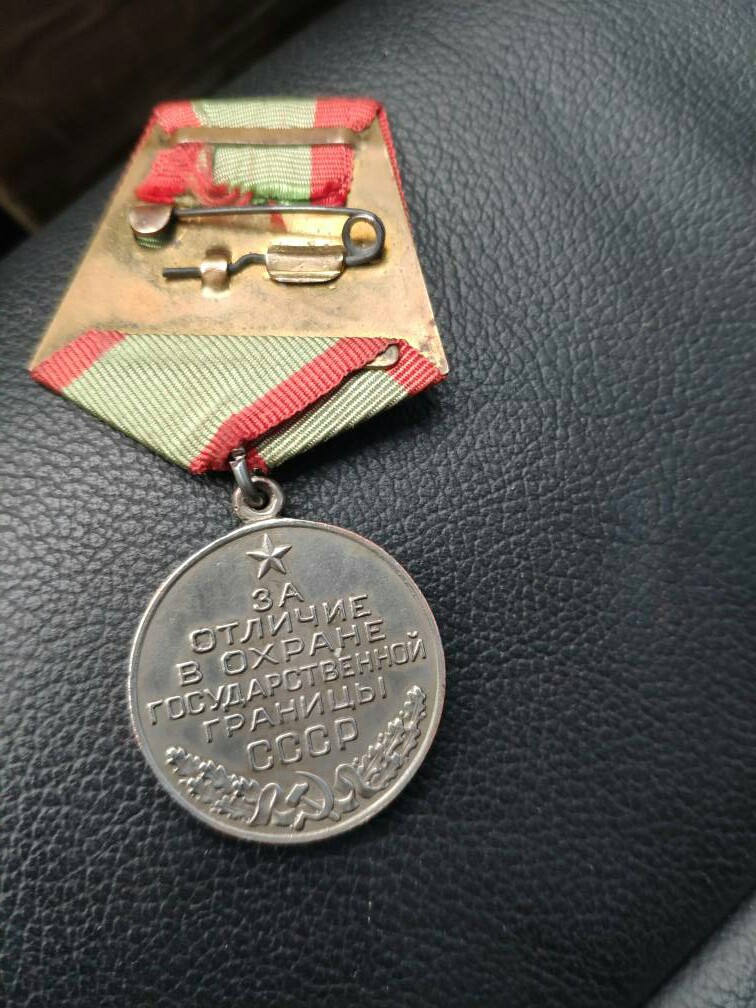 ЗА
ОТЛИЧИЕ
В ОХРАНЕ
ГОСУДАРСТВЕННОЙ
ГРАНИЦЫ
СССР